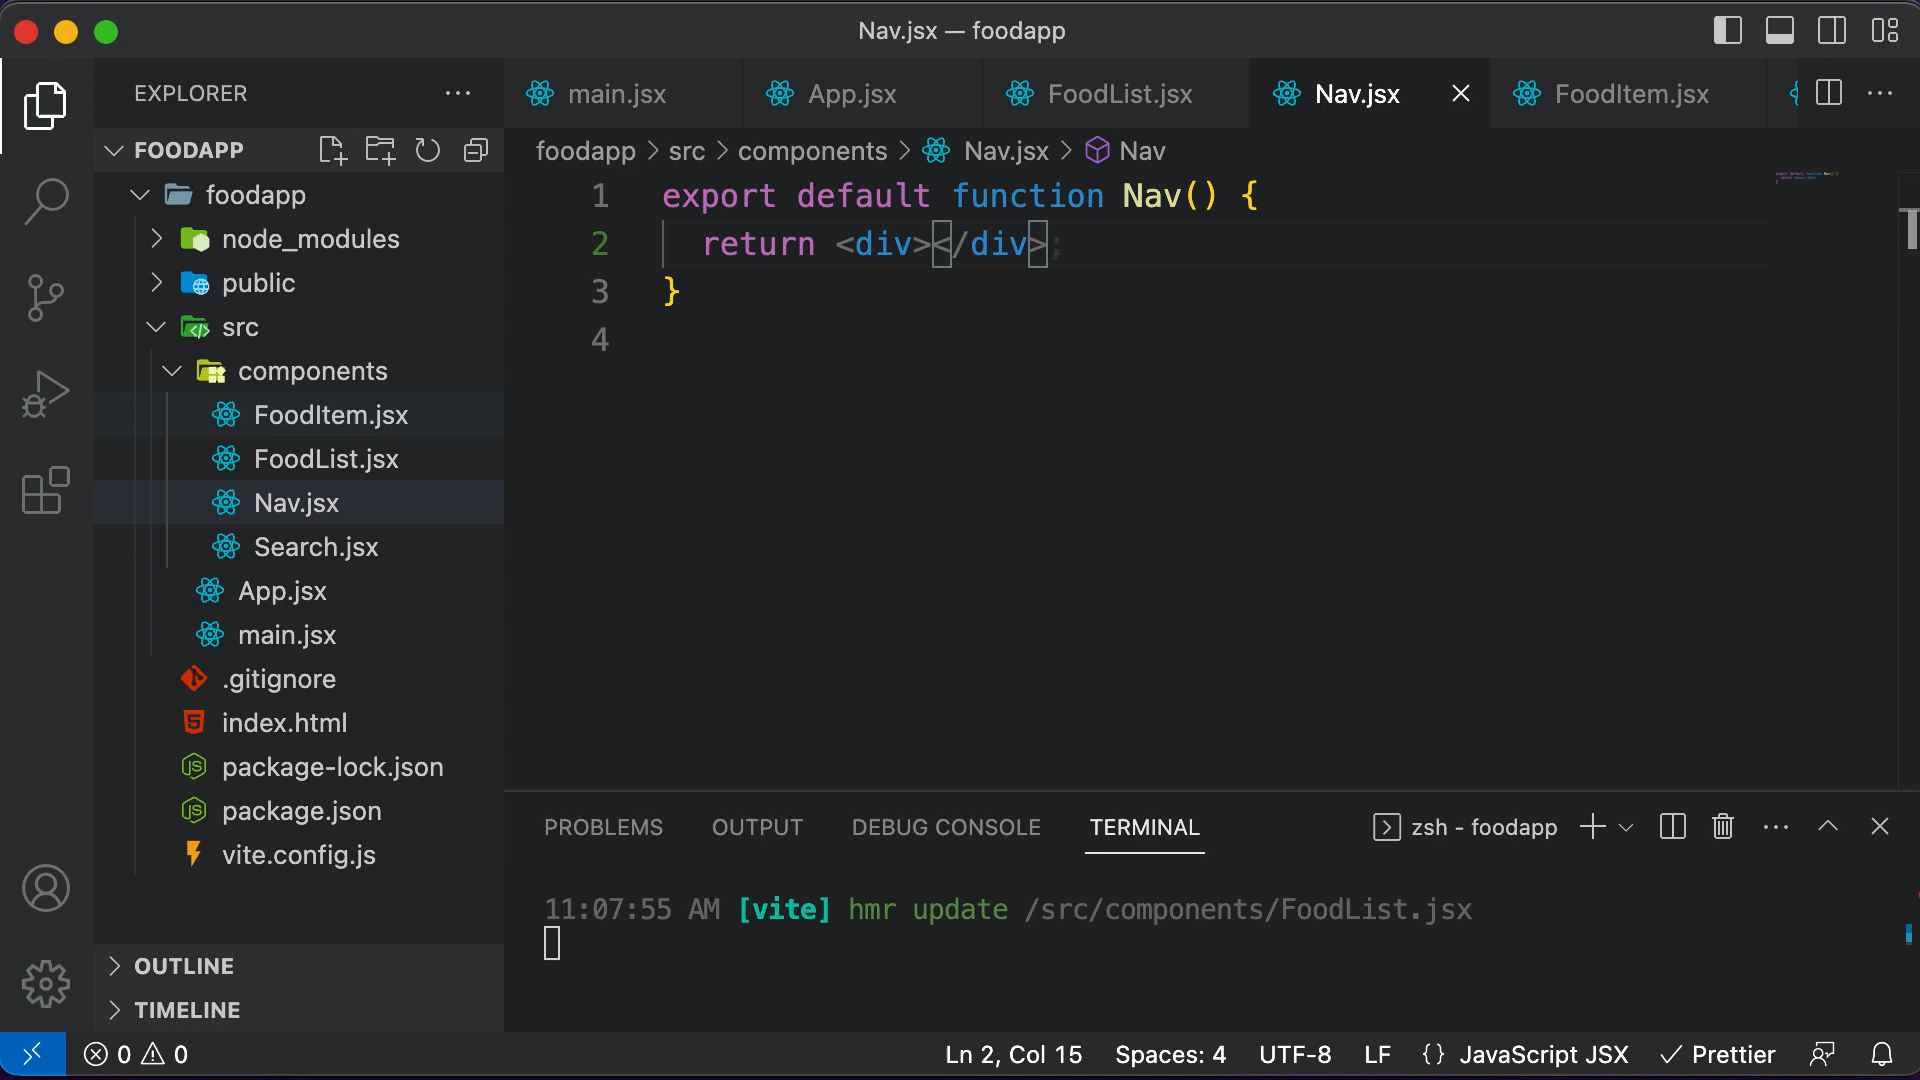 Nav.jsx — foodapp
EXPLORER
main.jsx
App.jsx
FoodList.jsx
Nav.jsx
FoodItem.jsx
FOODAPP
foodapp > src > components > Nav.jsx > Nav
foodapp
node_modules
public
src
components
FoodItem.jsx
FoodList.jsx
Nav.jsx
Search.jsx
App.jsx
main.jsx
.gitignore
index.html
package-lock.json
package.json
vite.config.js
OUTLINE
TIMELINE
1 export default function Nav() {
2 return <div></div>;
3 }
4
PROBLEMS
OUTPUT
DEBUG CONSOLE
TERMINAL
zsh - foodapp
11:07:55 AM [vite] hmr update /src/components/FoodList.jsx
0 0
Ln 2, Col 15
Spaces: 4
UTF-8
LF
{} JavaScript JSX
Prettier